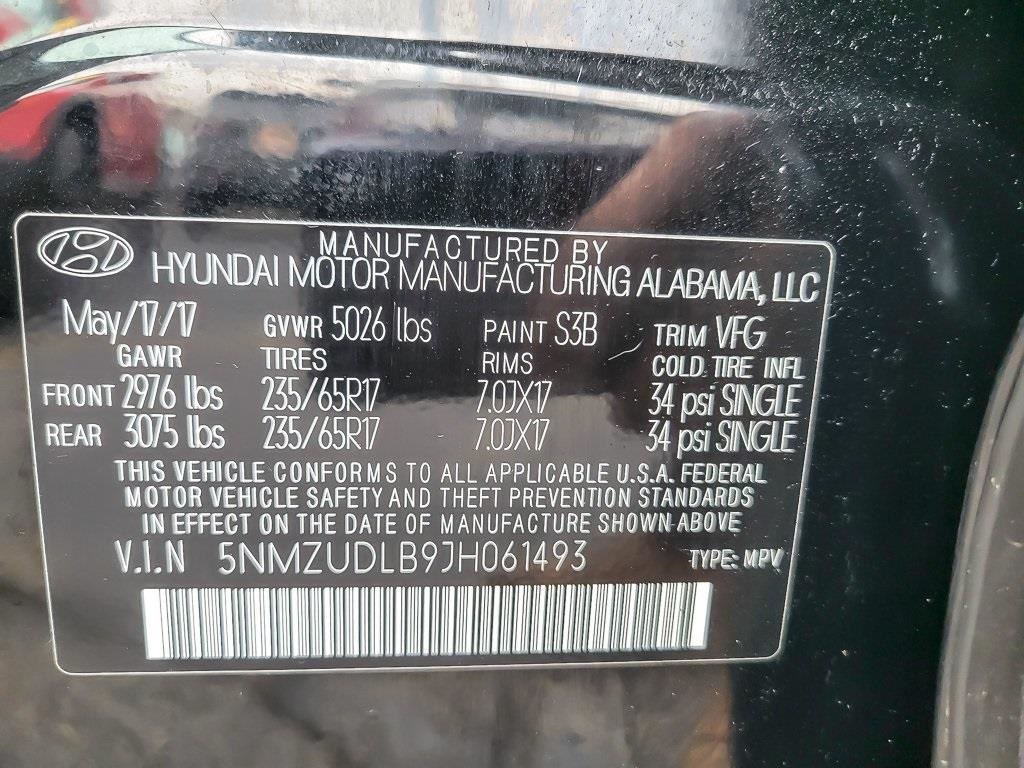 MANUFACTURED BY
HYUNDAI MOTOR MANUFACTURING ALABAMA, LLC
May/17/17 GVWR 5026 lbs PAINT S3B TRIM VFG
GAWR TIRES RIMS COLD TIRE INFL
FRONT 2976 lbs 235/65R17 7.0JX17 34 psi SINGLE
REAR 3075 lbs 235/65R17 7.0JX17 34 psi SINGLE
THIS VEHICLE CONFORMS TO ALL APPLICABLE U.S.A. FEDERAL
MOTOR VEHICLE SAFETY AND THEFT PREVENTION STANDARDS
IN EFFECT ON THE DATE OF MANUFACTURE SHOWN ABOVE
V.I.N 5NMZUDLB9JH061493 TYPE: MPV